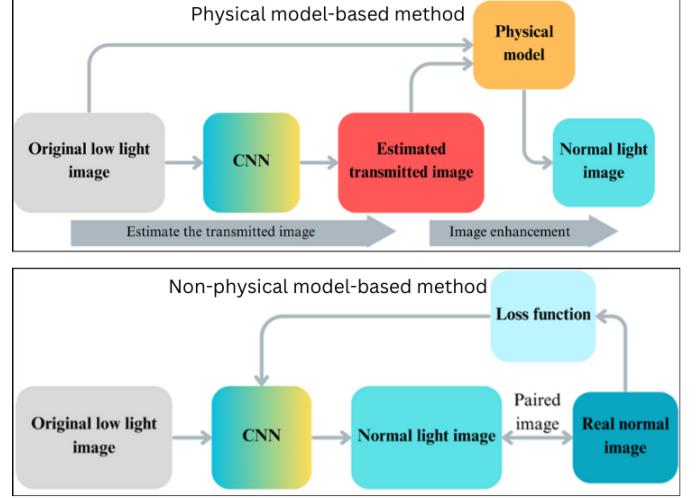 Physical model-based method
Physical
model
Original low light
image
CNN
Estimated
transmitted image
Normal light
image
Estimate the transmitted image
Image enhancement
Non-physical model-based method
Loss function
Original low light
image
CNN
Normal light image
Paired
image
Real normal
image